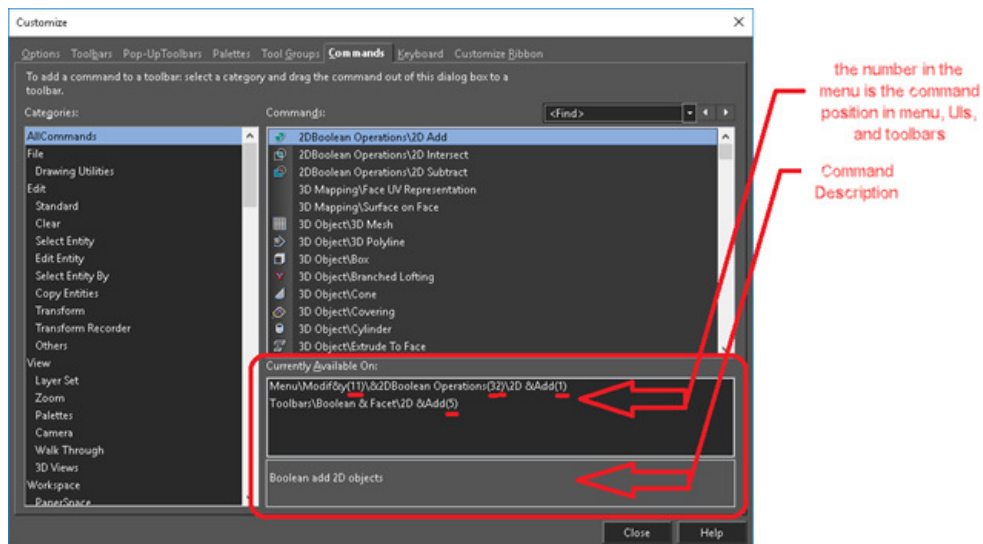 Customize
Options Toolbars Pop-UpToolbars Palettes Tool Groups Commands Keyboard Customize Ribbon
To add a command to a toolbar: select a category and drag the command out of this dialog box to a
toolbar.
Categories:
AllCommands
File
Drawing Utilities
Edit
Standard
Clear
Select Entity
Edit Entity
Select Entity By
Copy Entities
Transform
Transform Recorder
Others
View
Layer Set
Zoom
Palettes
Camera
Walk Through
3D Views
Workspace
PaperSpace
Commands:
<Find>
2DBoolean Operations\2D Add
2DBoolean Operations\2D Intersect
2DBoolean Operations\2D Subtract
3D Mapping\Face UV Representation
3D Mapping\Surface on Face
3D Object\3D Mesh
3D Object\3D Polyline
3D Object\Box
3D Object\Branched Lofting
3D Object\Cone
3D Object\Covering
3D Object\Cylinder
3D Object\Extrude To Face
Currently Available On:
Menu\Modif&y(11)\&2DBoolean Operations(32)\2D &Add(1)
Toolbars\Boolean & Facet\2D &Add(5)
Boolean add 2D objects
Close Help
the number in the
menu is the command
position in menu, UIs,
and toolbars
Command
Description